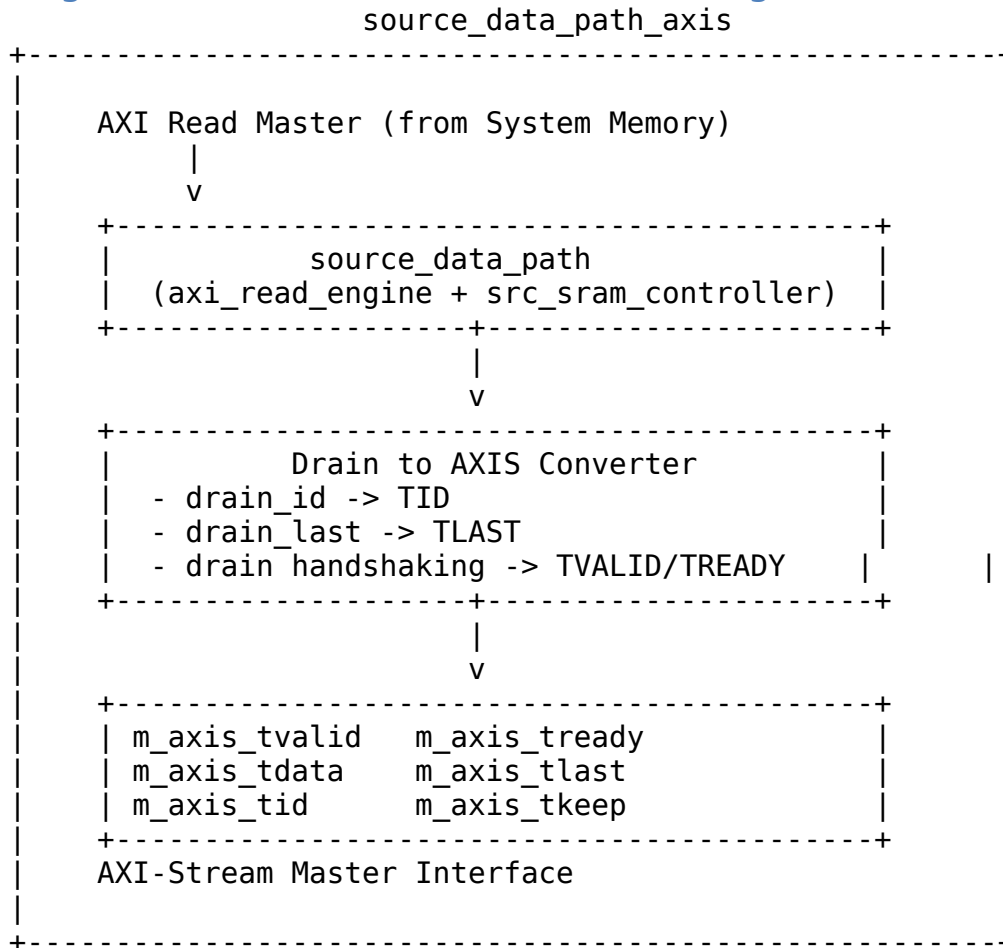 source_data_path_axis
+------------------------------------------------------
|
|    AXI Read Master (from System Memory)
|         |
|         v
|    +------------------------------------------+
|    |           source_data_path               |
|    |  (axi_read_engine + src_sram_controller)  |
|    +--------------------+---------------------+
|                         |
|                         v
|    +------------------------------------------+
|    |          Drain to AXIS Converter         |
|    |  - drain_id -> TID                       |
|    |  - drain_last -> TLAST                   |
|    |  - drain handshaking -> TVALID/TREADY    |      |
|    +--------------------+---------------------+
|                         |
|                         v
|    +------------------------------------------+
|    | m_axis_tvalid   m_axis_tready            |
|    | m_axis_tdata    m_axis_tlast             |
|    | m_axis_tid      m_axis_tkeep             |
|    +------------------------------------------+
|    AXI-Stream Master Interface
|
+------------------------------------------------------